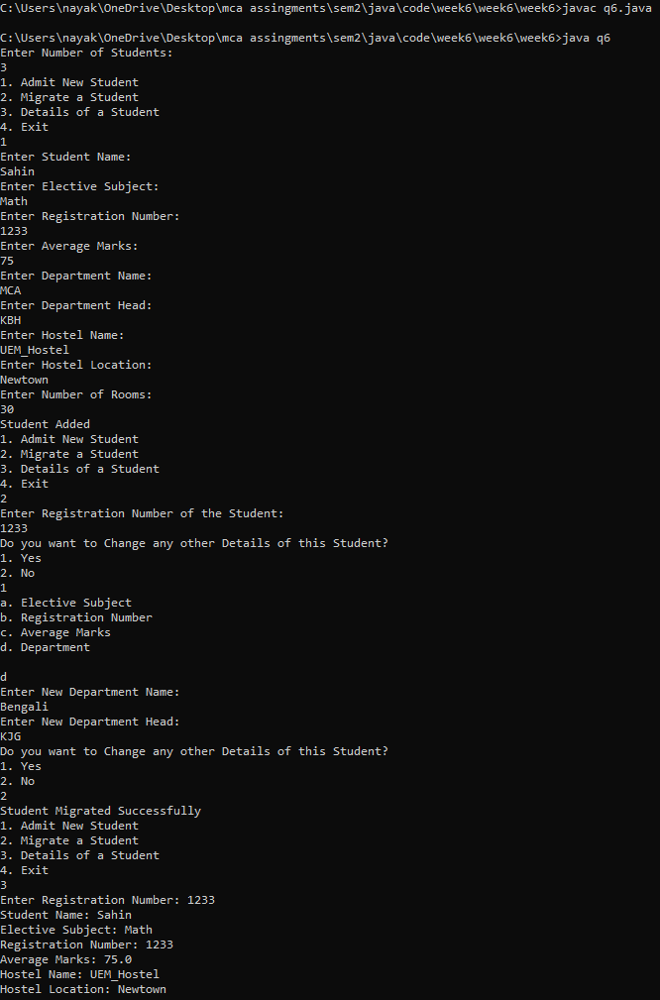 C:\Users\nayak\OneDrive\Desktop\mca assingments\sem2\java\code\week6\week6\week6>javac q6.java
C:\Users\nayak\OneDrive\Desktop\mca assingments\sem2\java\code\week6\week6\week6>java q6
Enter Number of Students:
3
1. Admit New Student
2. Migrate a Student
3. Details of a Student
4. Exit
1
Enter Student Name:
Sahin
Enter Elective Subject:
Math
Enter Registration Number:
1233
Enter Average Marks:
75
Enter Department Name:
MCA
Enter Department Head:
KBH
Enter Hostel Name:
UEM_Hostel
Enter Hostel Location:
Newtown
Enter Number of Rooms:
30
Student Added
1. Admit New Student
2. Migrate a Student
3. Details of a Student
4. Exit
2
Enter Registration Number of the Student:
1233
Do you want to Change any other Details of this Student?
1. Yes
2. No
1
a. Elective Subject
b. Registration Number
c. Average Marks
d. Department
d
Enter New Department Name:
Bengali
Enter New Department Head:
KJG
Do you want to Change any other Details of this Student?
1. Yes
2. No
2
Student Migrated Successfully
1. Admit New Student
2. Migrate a Student
3. Details of a Student
4. Exit
3
Enter Registration Number: 1233
Student Name: Sahin
Elective Subject: Math
Registration Number: 1233
Average Marks: 75.0
Hostel Name: UEM_Hostel
Hostel Location: Newtown